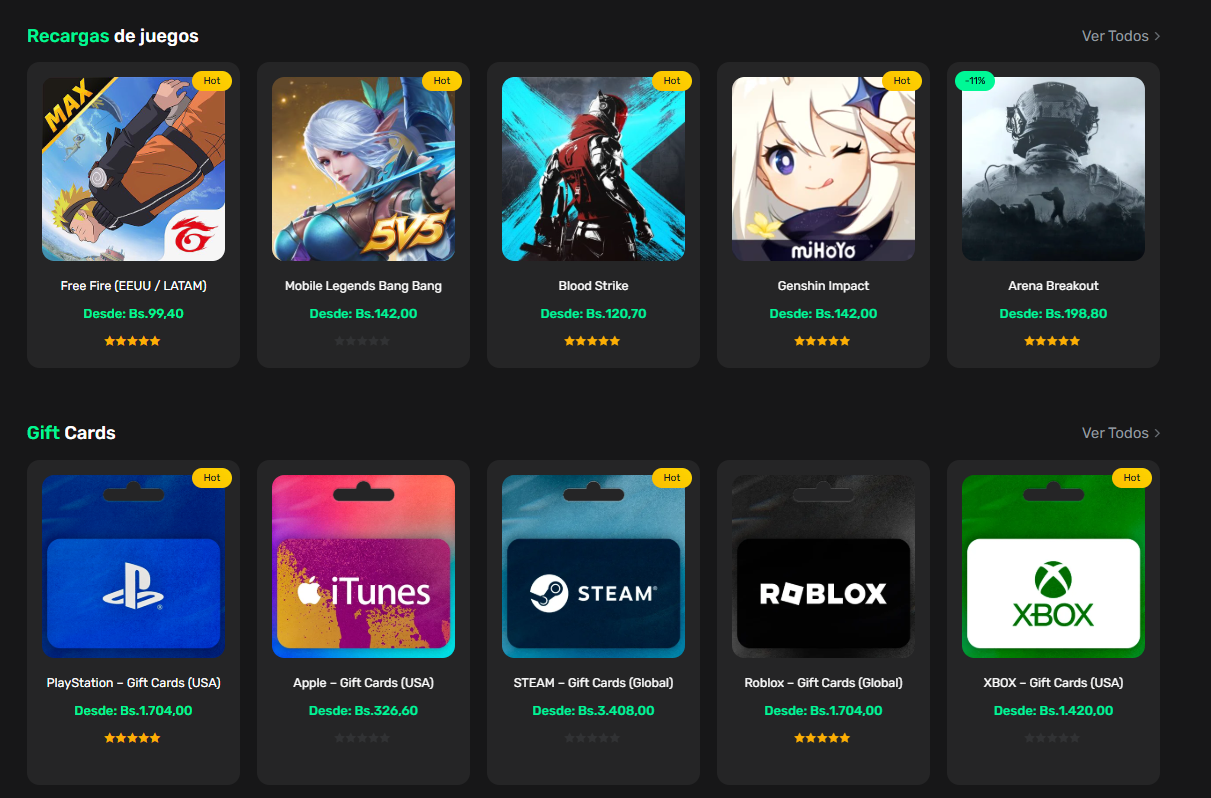 Recargas de juegos
Ver Todos >
Hot
MAX
Free Fire (EEUU / LATAM)
Desde: Bs.99,40
Hot
5V5
Mobile Legends Bang Bang
Desde: Bs.142,00
Hot
Blood Strike
Desde: Bs.120,70
Hot
miHoYo
Genshin Impact
Desde: Bs.142,00
-11%
Arena Breakout
Desde: Bs.198,80
Gift Cards
Ver Todos >
Hot
PlayStation – Gift Cards (USA)
Desde: Bs.1.704,00
iTunes
Apple – Gift Cards (USA)
Desde: Bs.326,60
Hot
STEAM®
STEAM – Gift Cards (Global)
Desde: Bs.3.408,00
ROBLOX
Roblox – Gift Cards (Global)
Desde: Bs.1.704,00
Hot
XBOX
XBOX – Gift Cards (USA)
Desde: Bs.1.420,00